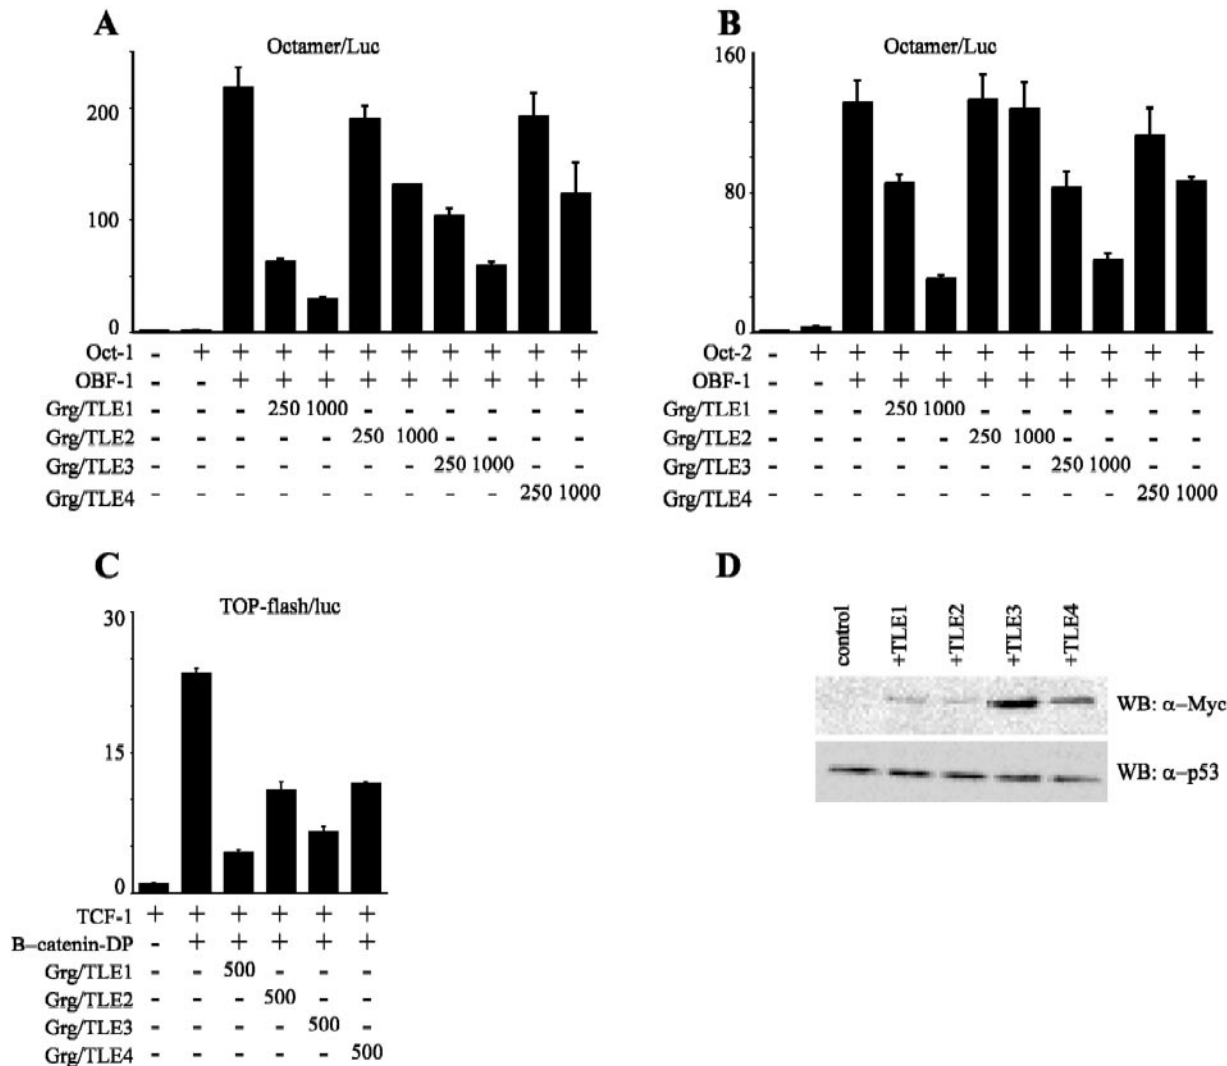 A
Octamer/Luc
200
100
0
Oct-1 - + + + + + + + + + +
OBF-1 - - + + + + + + + + +
Grg/TLE1 - - - 250 1000 - - - - - -
Grg/TLE2 - - - - - 250 1000 - - - -
Grg/TLE3 - - - - - - - 250 1000 - -
Grg/TLE4 - - - - - - - - - 250 1000
B
Octamer/Luc
160
80
0
Oct-2 - + + + + + + + + + +
OBF-1 - - + + + + + + + + +
Grg/TLE1 - - - 250 1000 - - - - - -
Grg/TLE2 - - - - - 250 1000 - - - -
Grg/TLE3 - - - - - - - 250 1000 - -
Grg/TLE4 - - - - - - - - - 250 1000
C
TOP-flash/luc
30
15
0
TCF-1 + + + + + +
B-catenin-DP - + + + + +
Grg/TLE1 - - 500 - - -
Grg/TLE2 - - - 500 - -
Grg/TLE3 - - - - 500 -
Grg/TLE4 - - - - - 500
D
control
+TLE1
+TLE2
+TLE3
+TLE4
WB: α-Myc
WB: α-p53